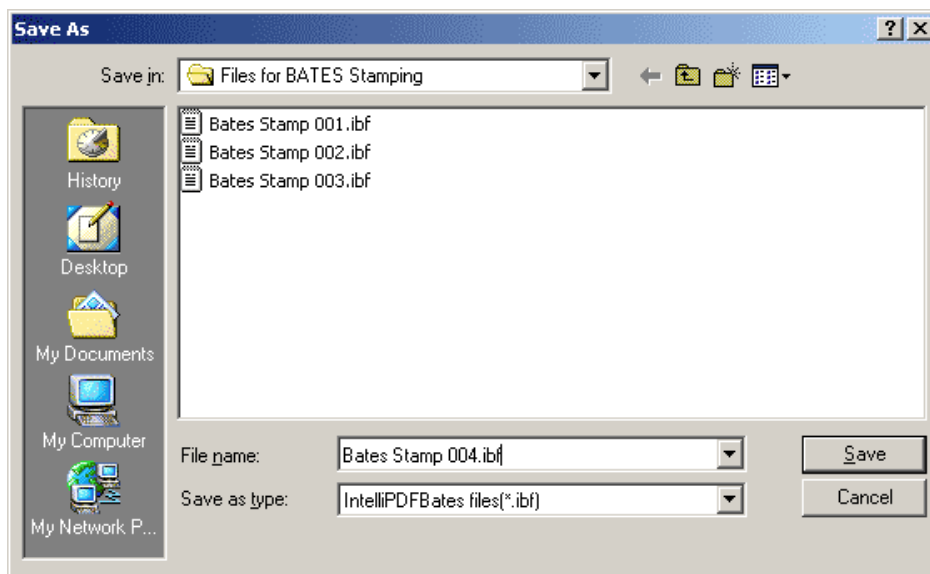 Save As
Save in:
Files for BATES Stamping
History
Desktop
My Documents
My Computer
My Network P...
Bates Stamp 001.ibf
Bates Stamp 002.ibf
Bates Stamp 003.ibf
File name:
Bates Stamp 004.ibf
Save
Save as type:
IntelliPDFBates files(*.ibf)
Cancel